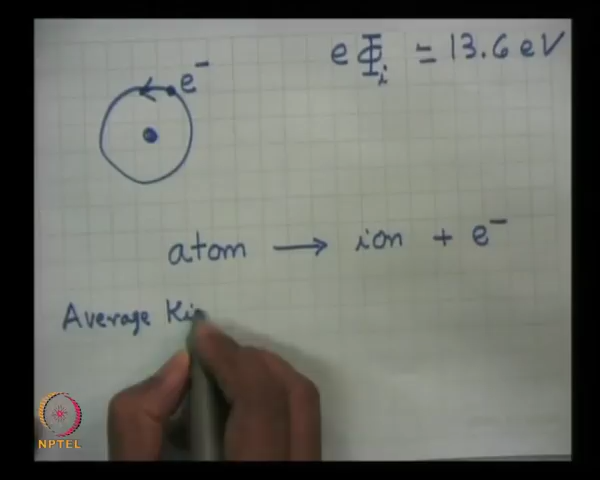 e⁻
eΦᵢ = 13.6 eV
atom → ion + e⁻
Average Ki
NPTEL